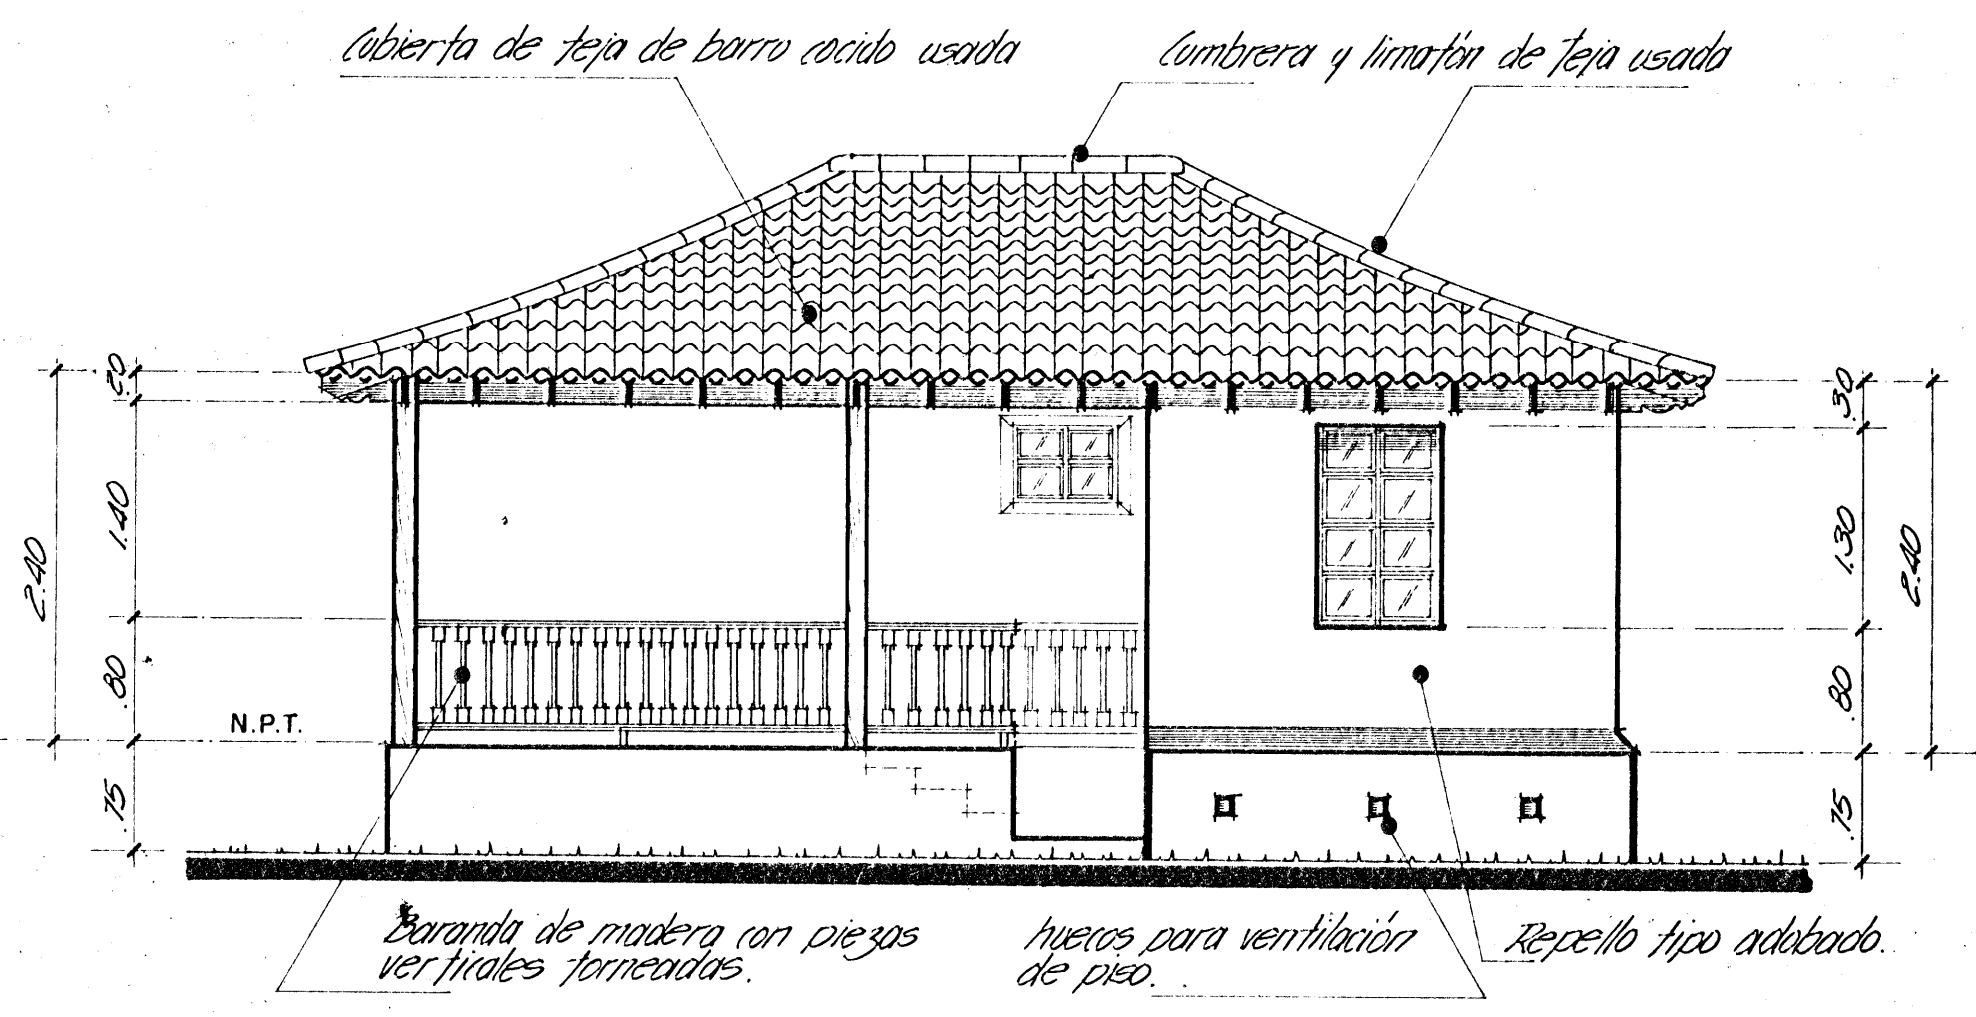 Cubierta de teja de barro cocido usada
Cumbrera y limatón de teja usada
.20
1.40
2.40
.80
N.P.T.
.75
.30
1.30
2.40
.80
.75
Baranda de madera con piezas
verticales torneadas.
huecos para ventilación
de piso.
Repello tipo adobado.